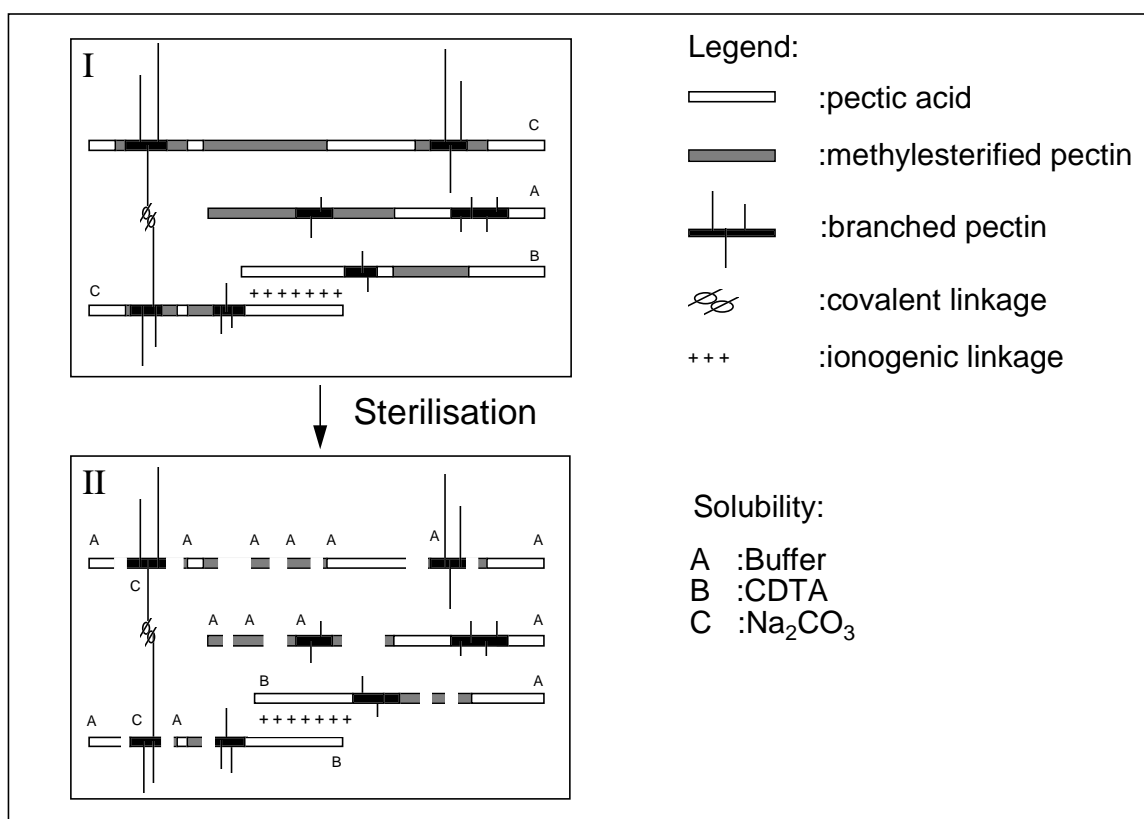 I
C
A
B
C
+ + + + + + +
Legend:
:pectic acid
:methylesterified pectin
:branched pectin
:covalent linkage
+ + + :ionogenic linkage
Sterilisation
II
A A A A A A A
C
A A A
B A
+ + + + + + +
A C A
B
Solubility:
A :Buffer
B :CDTA
C :Na₂CO₃